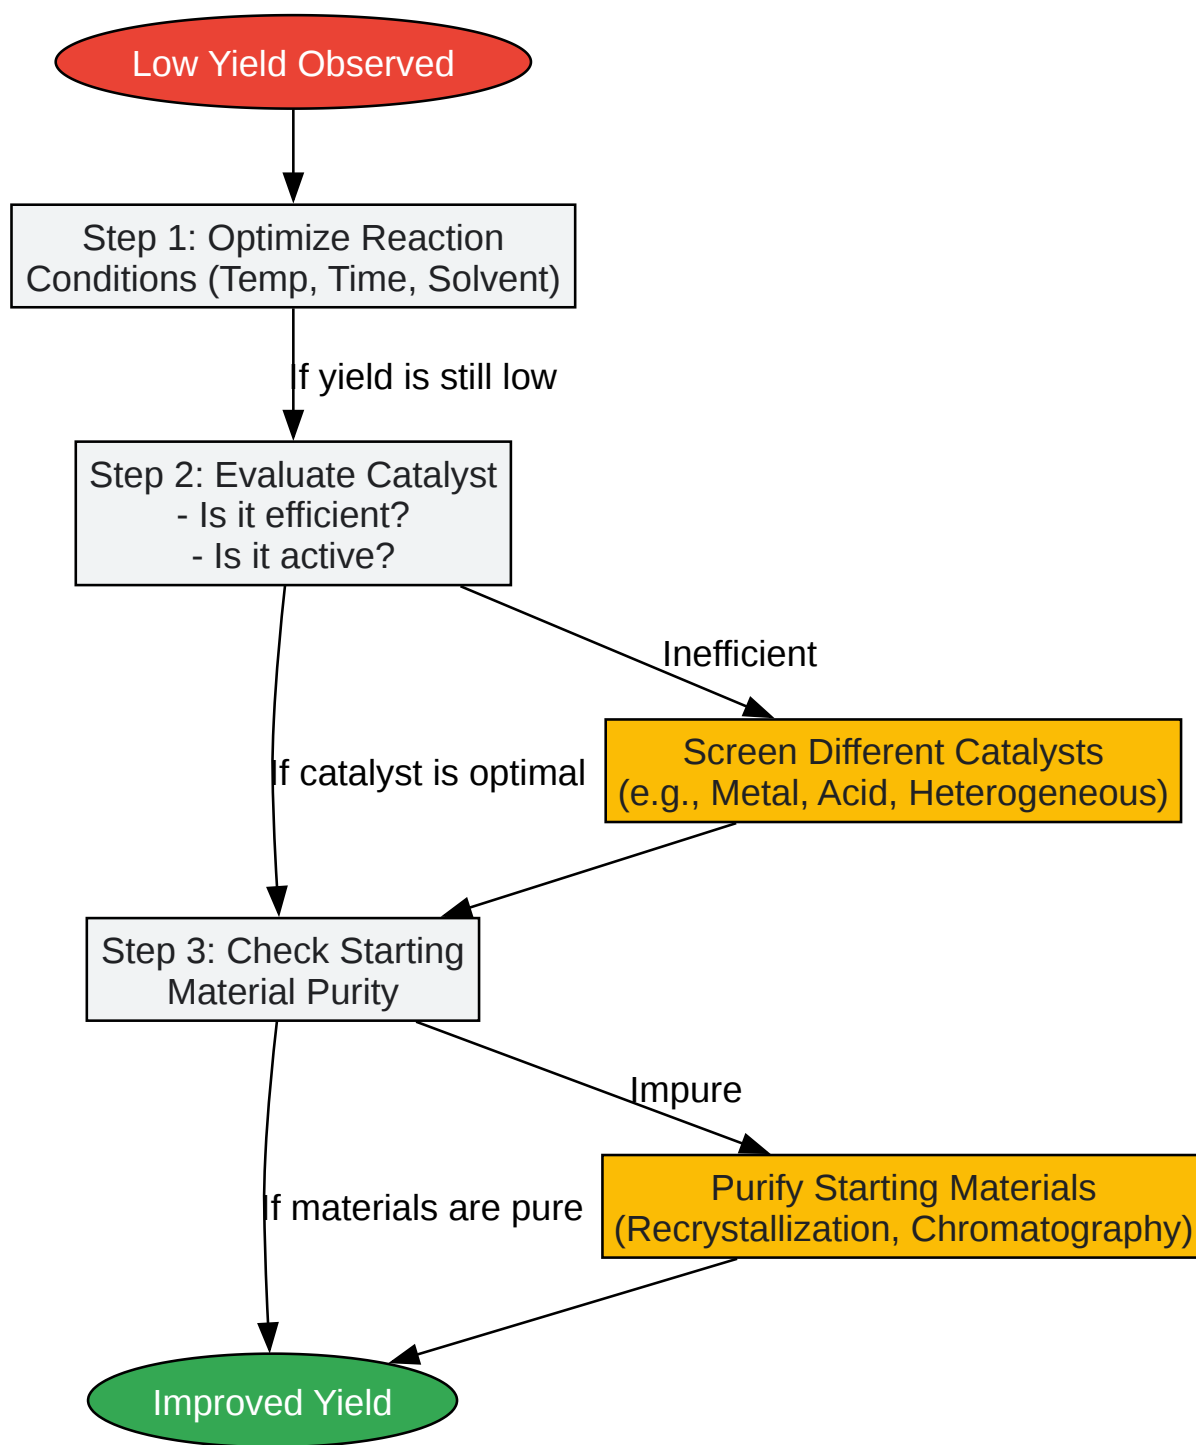 Low Yield Observed
Step 1: Optimize Reaction
Conditions (Temp, Time, Solvent)
If yield is still low
Step 2: Evaluate Catalyst
- Is it efficient?
- Is it active?
Inefficient
If catalyst is optimal
Screen Different Catalysts
(e.g., Metal, Acid, Heterogeneous)
Step 3: Check Starting
Material Purity
Impure
If materials are pure
Purify Starting Materials
(Recrystallization, Chromatography)
Improved Yield